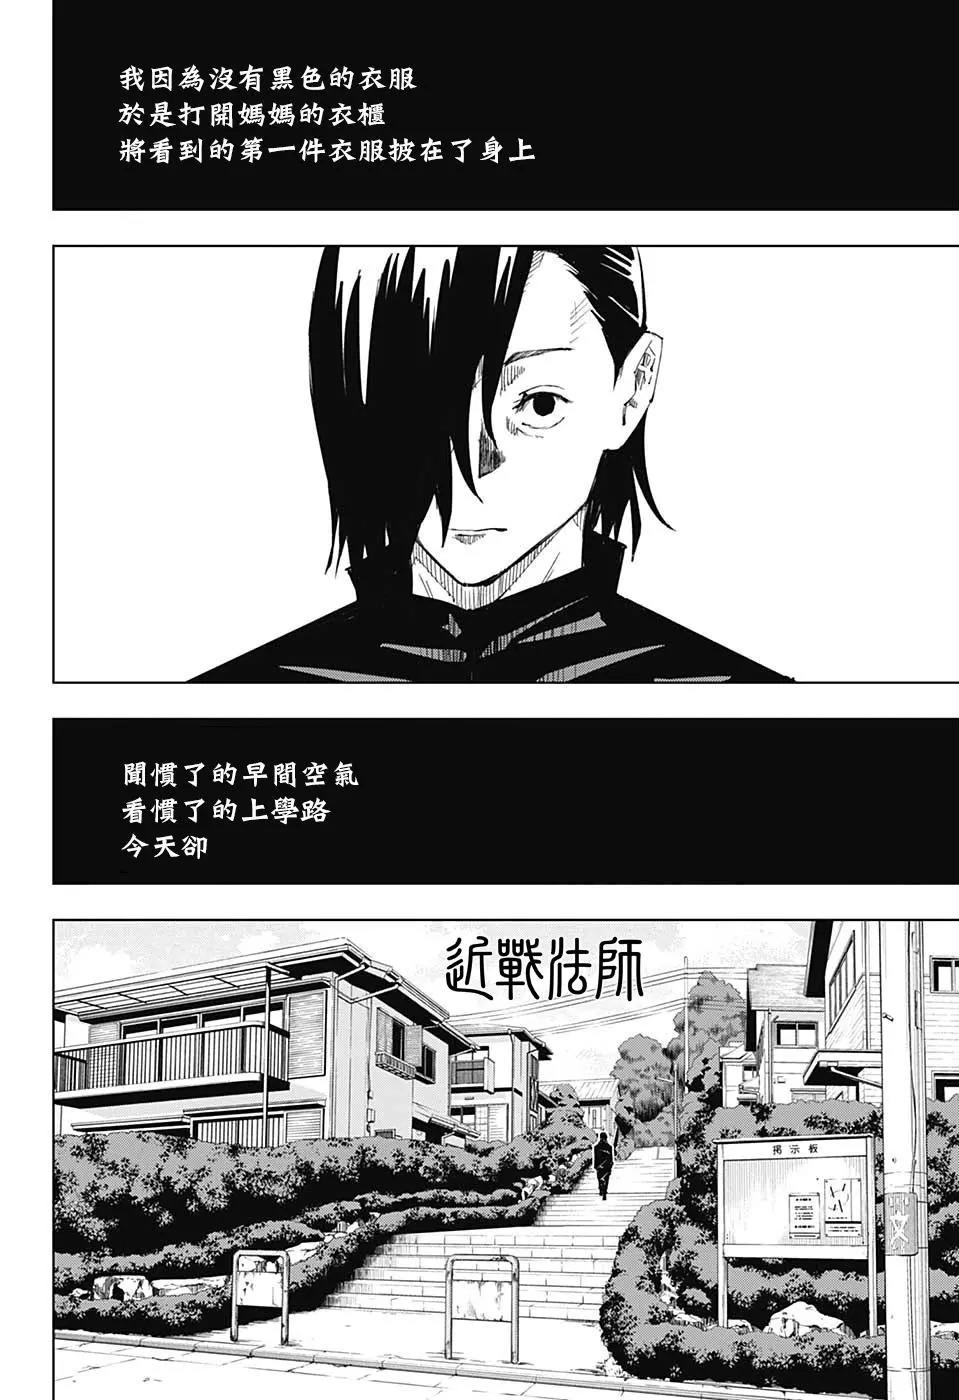 我因為沒有黑色的衣服
於是打開媽媽的衣櫃
將看到的第一件衣服披在了身上
聞慣了的早間空氣
看慣了的上學路
今天卻
近戰法師
掲示板
文